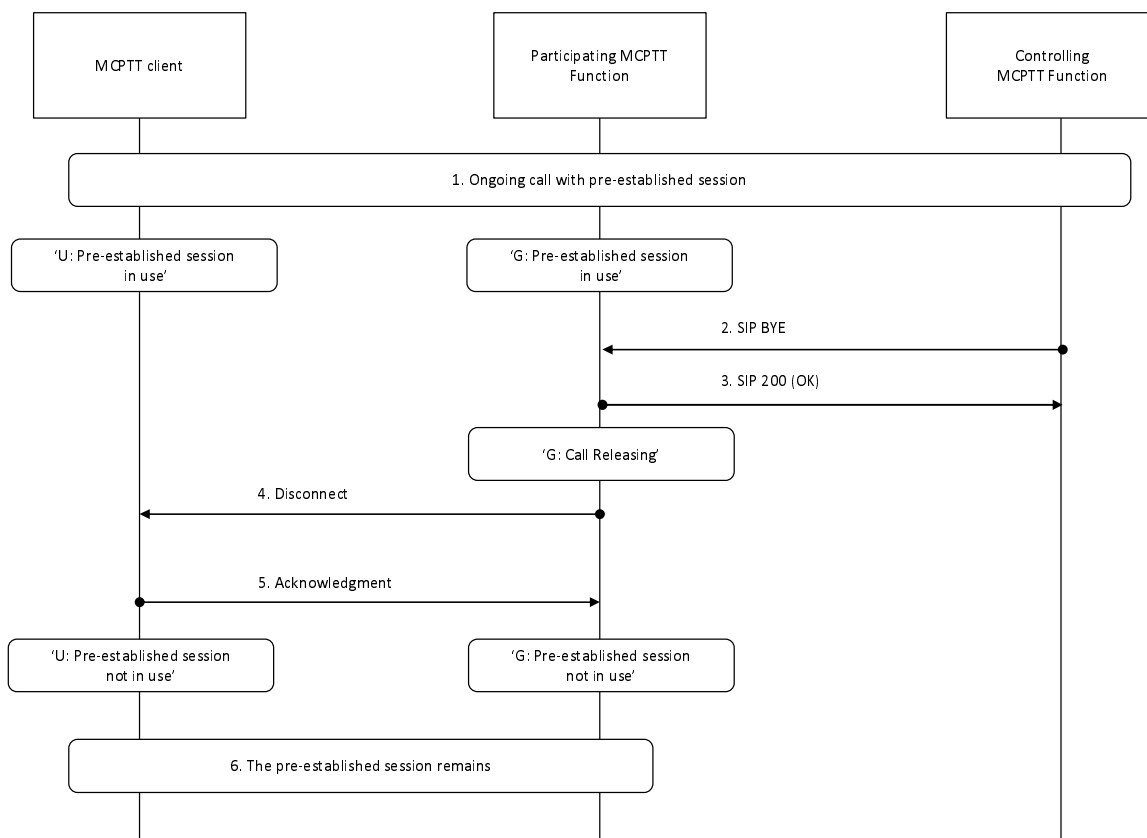 MCPTT client
Participating MCPTT
Function
Controlling
MCPTT Function
1. Ongoing call with pre-established session
‘U: Pre-established session
in use’
‘G: Pre-established session
in use’
2. SIP BYE
3. SIP 200 (OK)
‘G: Call Releasing’
4. Disconnect
5. Acknowledgment
‘U: Pre-established session
not in use’
‘G: Pre-established session
not in use’
6. The pre-established session remains